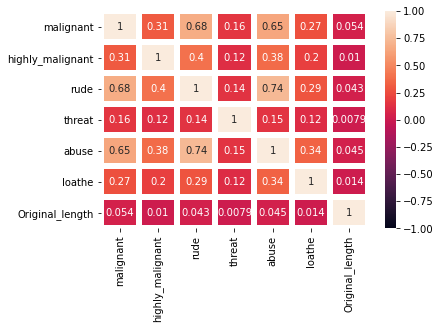 malignant 1 0.31 0.68 0.16 0.65 0.27 0.054
highly_malignant 0.31 1 0.4 0.12 0.38 0.2 0.01
rude 0.68 0.4 1 0.14 0.74 0.29 0.043
threat 0.16 0.12 0.14 1 0.15 0.12 0.0079
abuse 0.65 0.38 0.74 0.15 1 0.34 0.045
loathe 0.27 0.2 0.29 0.12 0.34 1 0.014
Original_length 0.054 0.01 0.043 0.0079 0.045 0.014 1
malignant
highly_malignant
rude
threat
abuse
loathe
Original_length
1.00
0.75
0.50
0.25
0.00
−0.25
−0.50
−0.75
−1.00